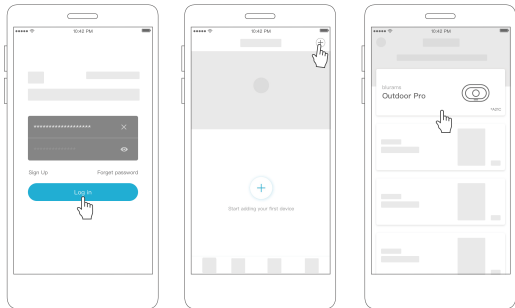 10:42 PM
*******************
Sign Up
Forget password
Log in
10:42 PM
Start adding your first device
10:42 PM
blurams
Outdoor Pro